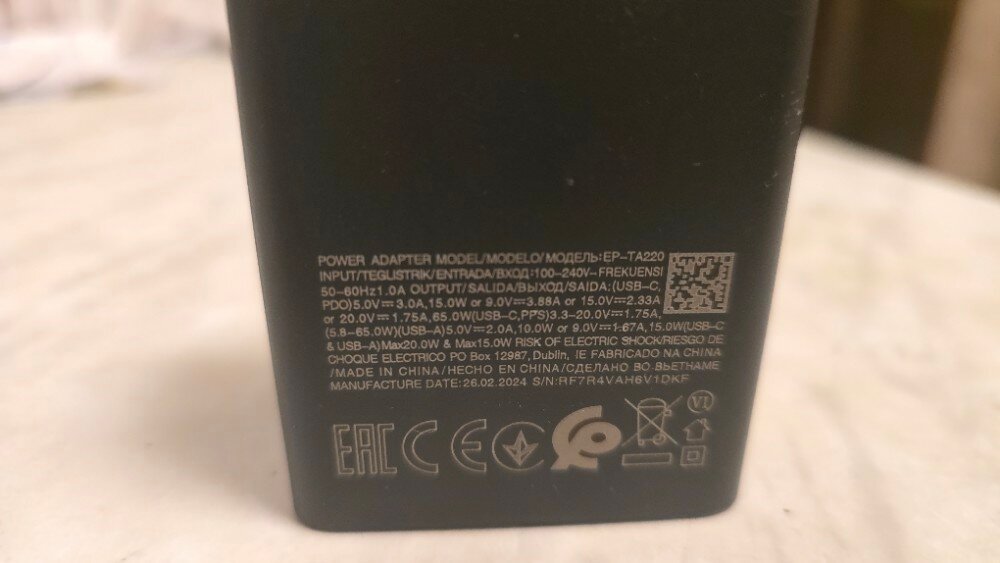 POWER ADAPTER MODEL/MODELO/МОДЕЛЬ:EP-TA220
INPUT/TEGLISTRIK/ENTRADA/ВХОД:100-240V~FREKUENSI
50-60Hz1.0A OUTPUT/SALIDA/ВЫХОД/SAIDA:(USB-C,
PDO)5.0V⎓3.0A,15.0W or 9.0V⎓3.88A or 15.0V⎓2.33A
or 20.0V⎓1.75A,65.0W(USB-C,PPS)3.3-20.0V⎓1.75A,
(5.8-65.0W)(USB-A)5.0V⎓2.0A,10.0W or 9.0V⎓1.67A,15.0W(USB-C
& USB-A)Max20.0W & Max15.0W RISK OF ELECTRIC SHOCK/RIESGO DE
CHOQUE ELECTRICO PO Box 12987, Dublin, IE FABRICADO NA CHINA
/MADE IN CHINA/HECHO EN CHINA/СДЕЛАНО ВО ВЬЕТНАМЕ
MANUFACTURE DATE:26.02.2024 S/N:RF7R4VAH6V1DKF
EAC CE VI